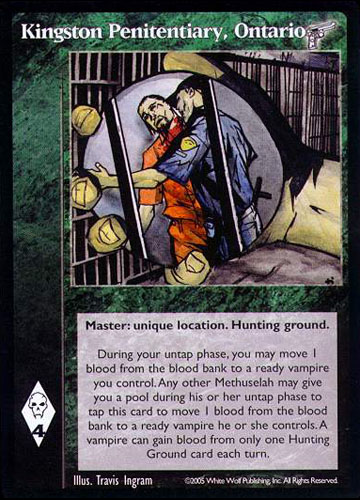 Kingston Penitentiary, Ontario
Master: unique location. Hunting ground.
During your untap phase, you may move 1
blood from the blood bank to a ready vampire
you control. Any other Methuselah may give
you a pool during his or her untap phase to
tap this card to move 1 blood from the blood
bank to a ready vampire he or she controls. A
vampire can gain blood from only one Hunting
Ground card each turn.
4
Illus. Travis Ingram
©2005 White Wolf Publishing, Inc. All Rights Reserved.